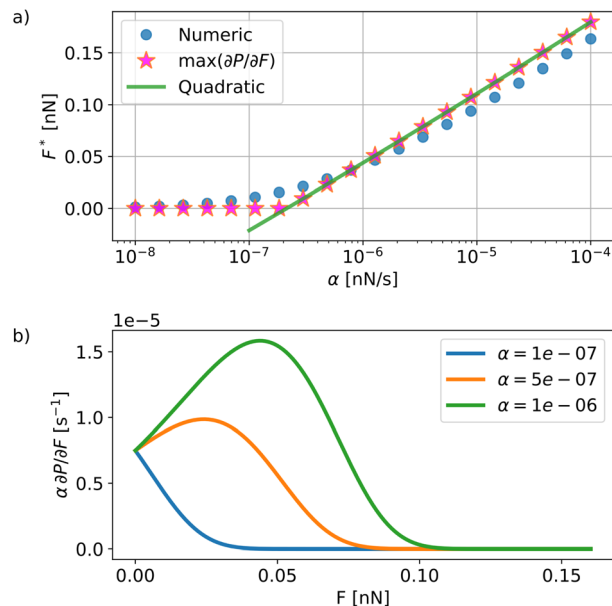 a)
Numeric
max(∂P/∂F)
Quadratic
F* [nN]
0.15
0.10
0.05
0.00
10⁻⁸
10⁻⁷
10⁻⁶
10⁻⁵
10⁻⁴
α [nN/s]
b)
1e−5
α = 1e − 07
α = 5e − 07
α = 1e − 06
α ∂P/∂F [s⁻¹]
1.5
1.0
0.5
0.0
0.00
0.05
0.10
0.15
F [nN]